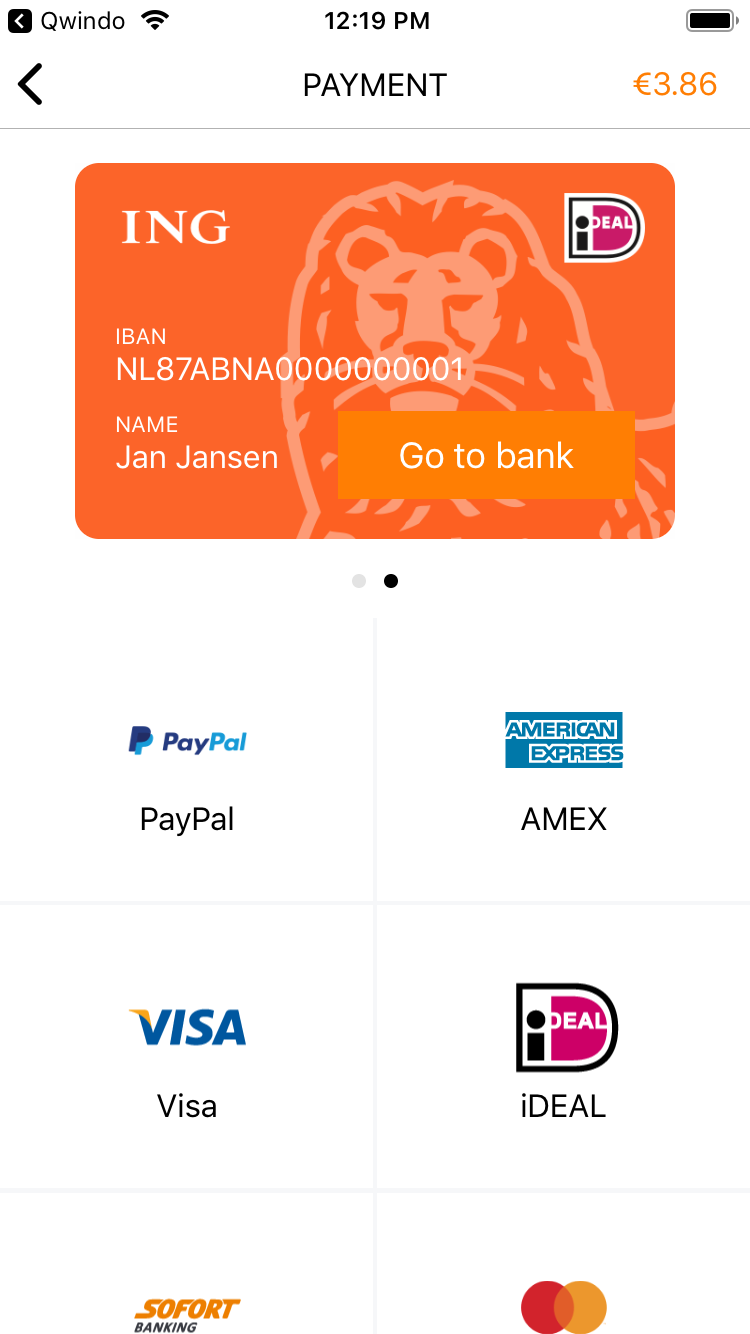 Qwindo
12:19 PM
PAYMENT
€3.86
ING
iDEAL
IBAN
NL87ABNA0000000001
NAME
Jan Jansen
Go to bank
PayPal
AMERICAN
EXPRESS
PayPal
AMEX
VISA
iDEAL
Visa
iDEAL
SOFORT
BANKING